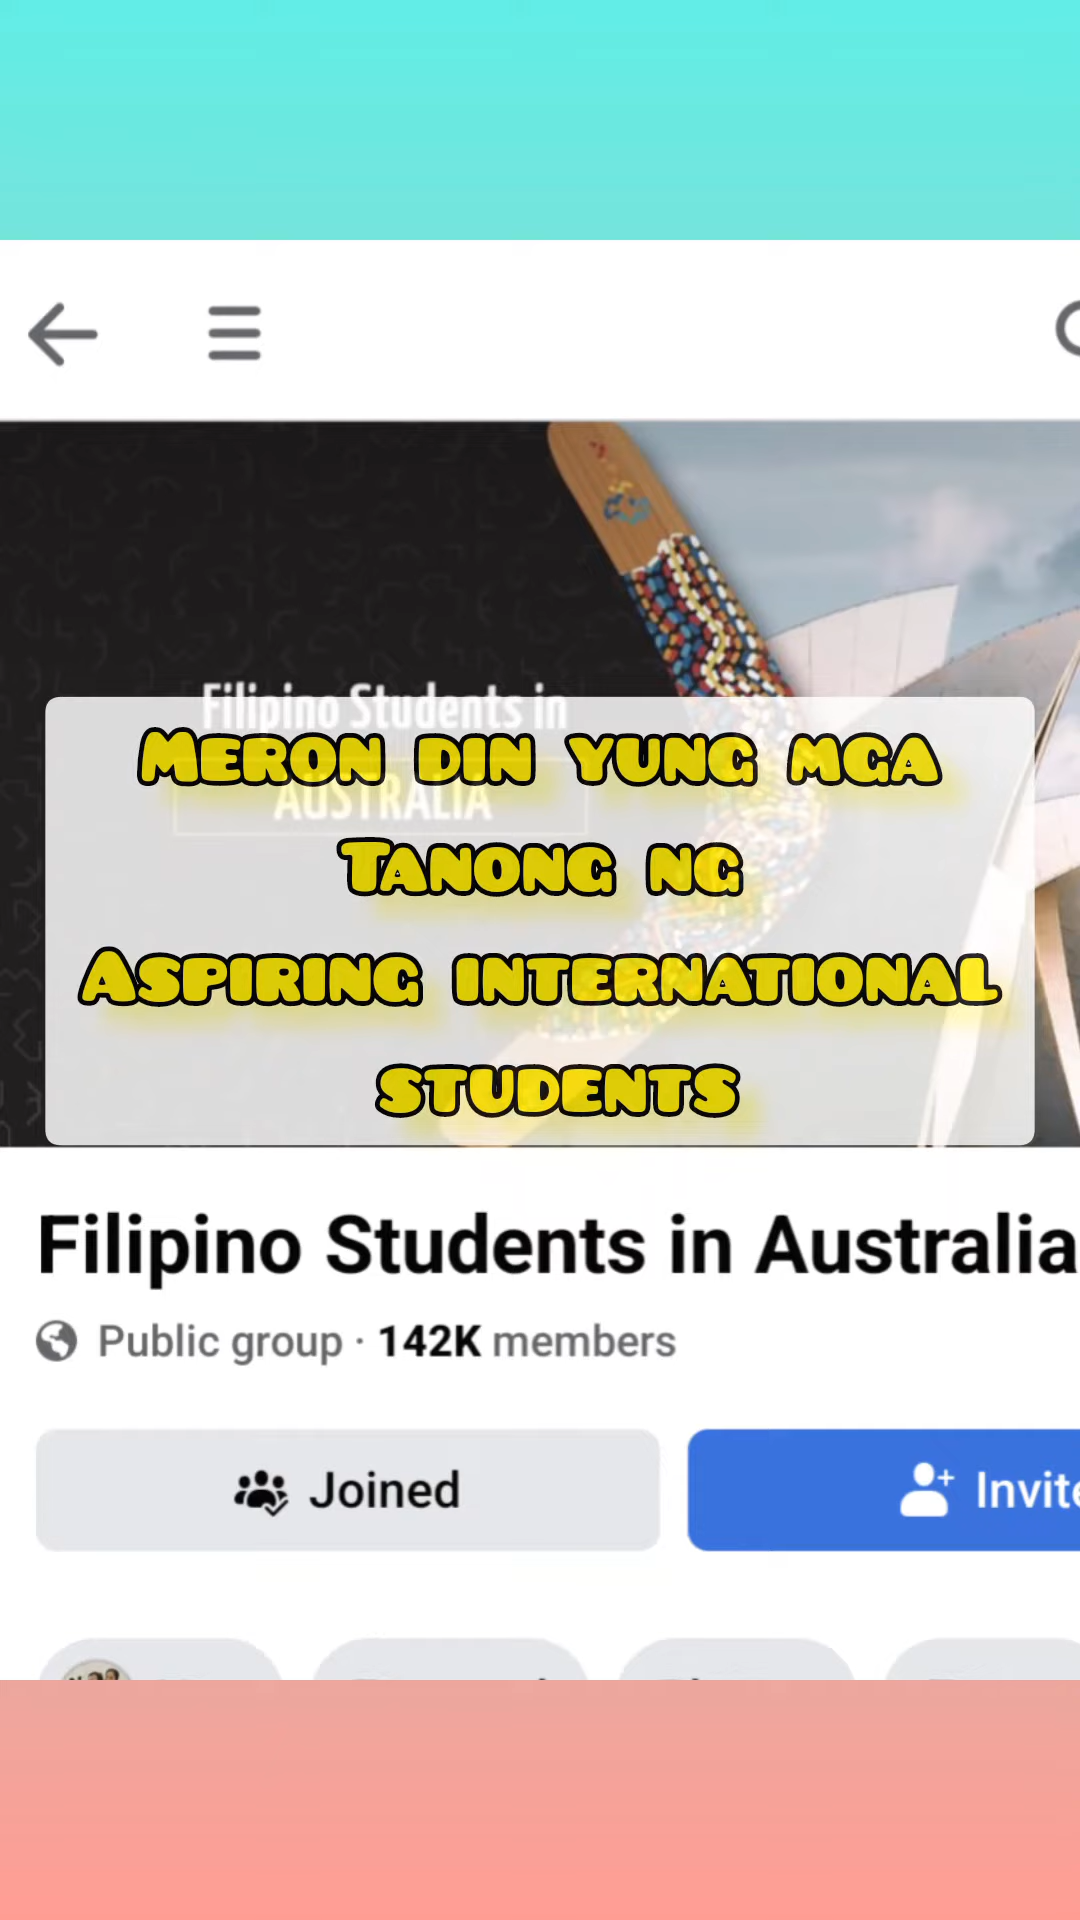 Filipino Students in
AUSTRALIA
MERON DIN YUNG MGA
TANONG NG
ASPIRING INTERNATIONAL
STUDENTS
Filipino Students in Australia
Public group · 142K members
Joined
Invite